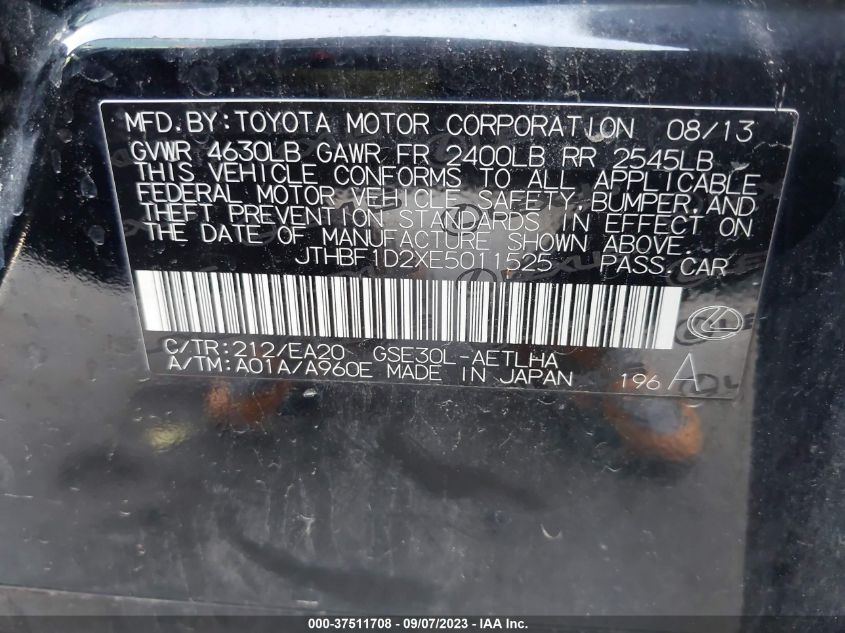 MFD.BY:TOYOTA MOTOR CORPORATION 08/13
GVWR 4630LB GAWR FR 2400LB RR 2545LB
THIS VEHICLE CONFORMS TO ALL APPLICABLE
FEDERAL MOTOR VEHICLE SAFETY,BUMPER,AND
THEFT PREVENTION STANDARDS IN EFFECT ON
THE DATE OF MANUFACTURE SHOWN ABOVE.
JTHBF1D2XE5011525 PASS.CAR
C/TR:212/EA20 GSE30L-AETLHA
A/TM:A01A/A960E MADE IN JAPAN 196 A
000-37511708 - 09/07/2023 - IAA Inc.